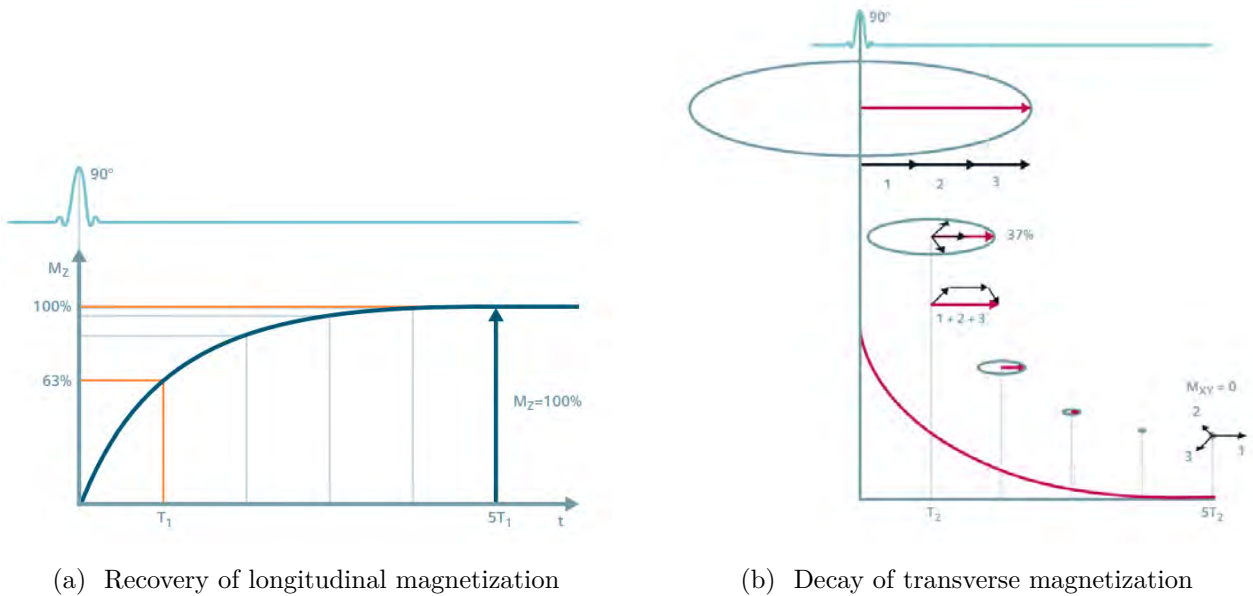 90°
M_Z
100%
63%
M_Z=100%
T_1
5T_1
t
(a) Recovery of longitudinal magnetization
90°
1
2
3
37%
1 + 2 + 3
M_XY = 0
2
3
1
T_2
5T_2
(b) Decay of transverse magnetization